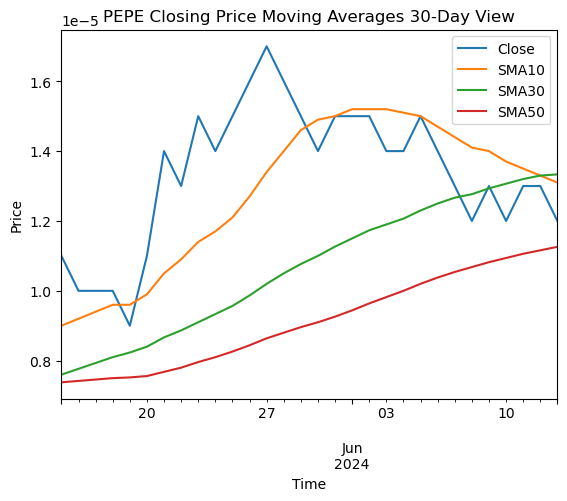 PEPE Closing Price Moving Averages 30-Day View
1e−5
Close
SMA10
SMA30
SMA50
1.6
1.4
1.2
1.0
0.8
Price
20
27
03
10
Jun
2024
Time